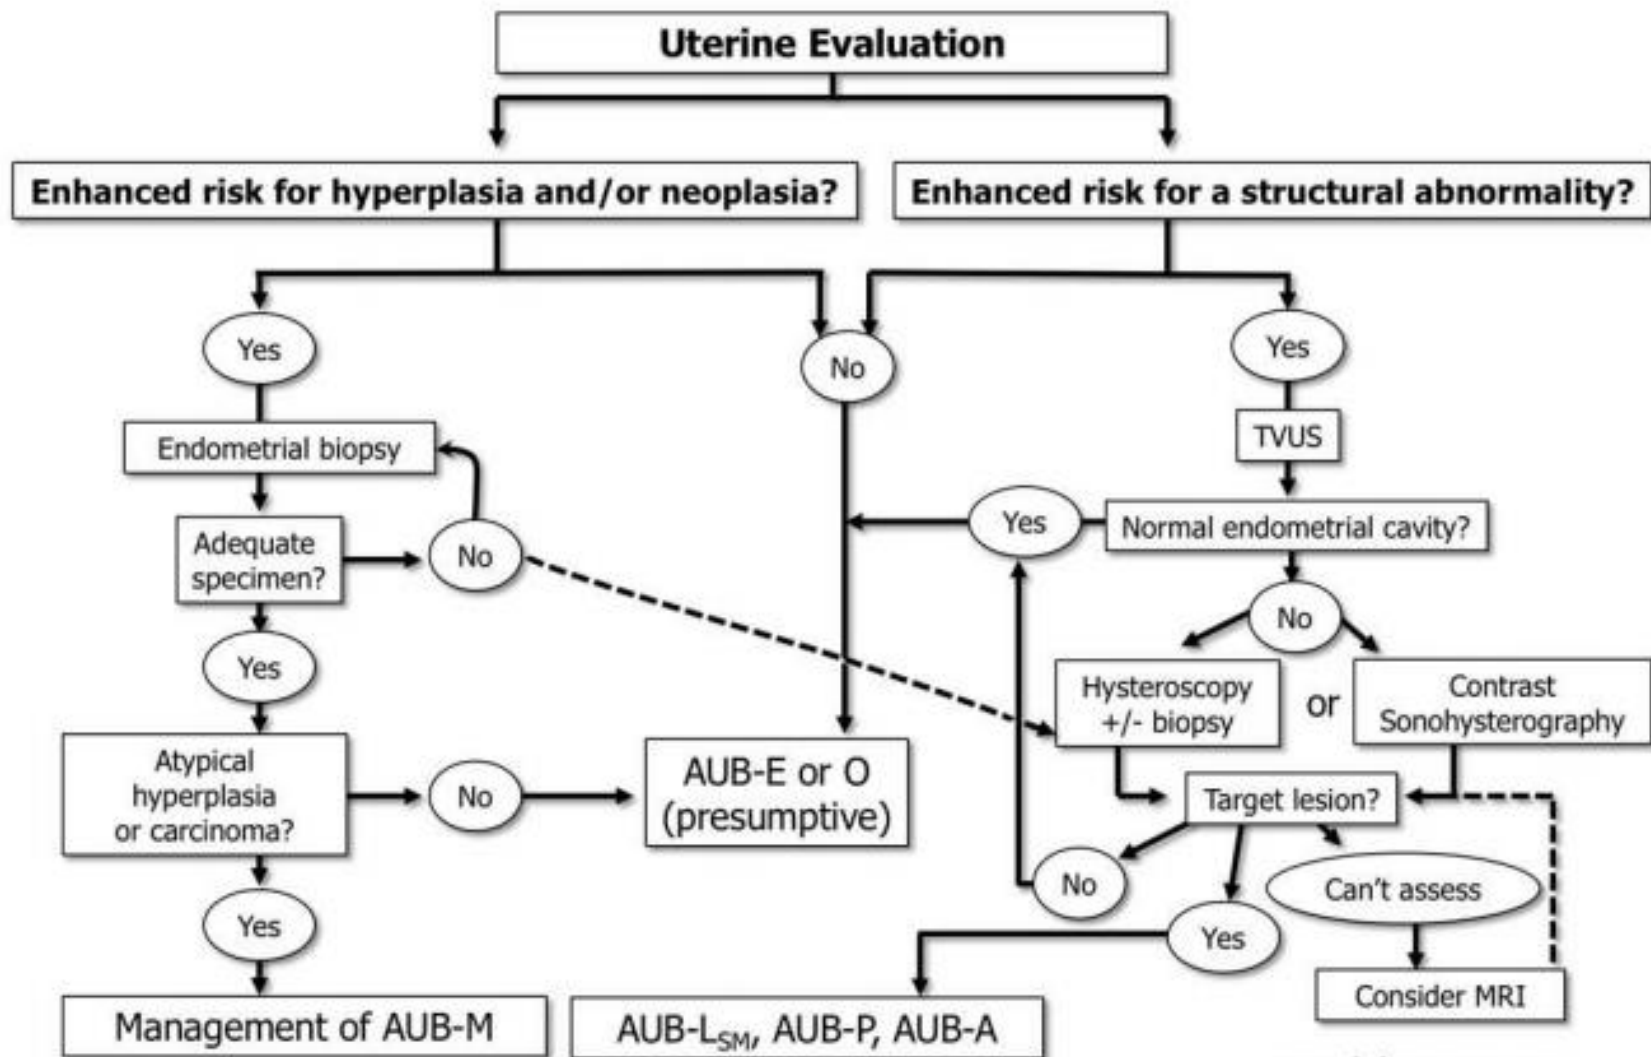 Uterine Evaluation
Enhanced risk for hyperplasia and/or neoplasia?
Enhanced risk for a structural abnormality?
Yes
No
Yes
Endometrial biopsy
TVUS
Adequate
specimen?
No
Yes
Normal endometrial cavity?
No
Yes
Hysteroscopy
+/- biopsy
or
Contrast
Sonohysterography
Atypical
hyperplasia
or carcinoma?
No
AUB-E or O
(presumptive)
Target lesion?
No
Can't assess
Yes
Yes
Consider MRI
Management of AUB-M
AUB-LSM, AUB-P, AUB-A